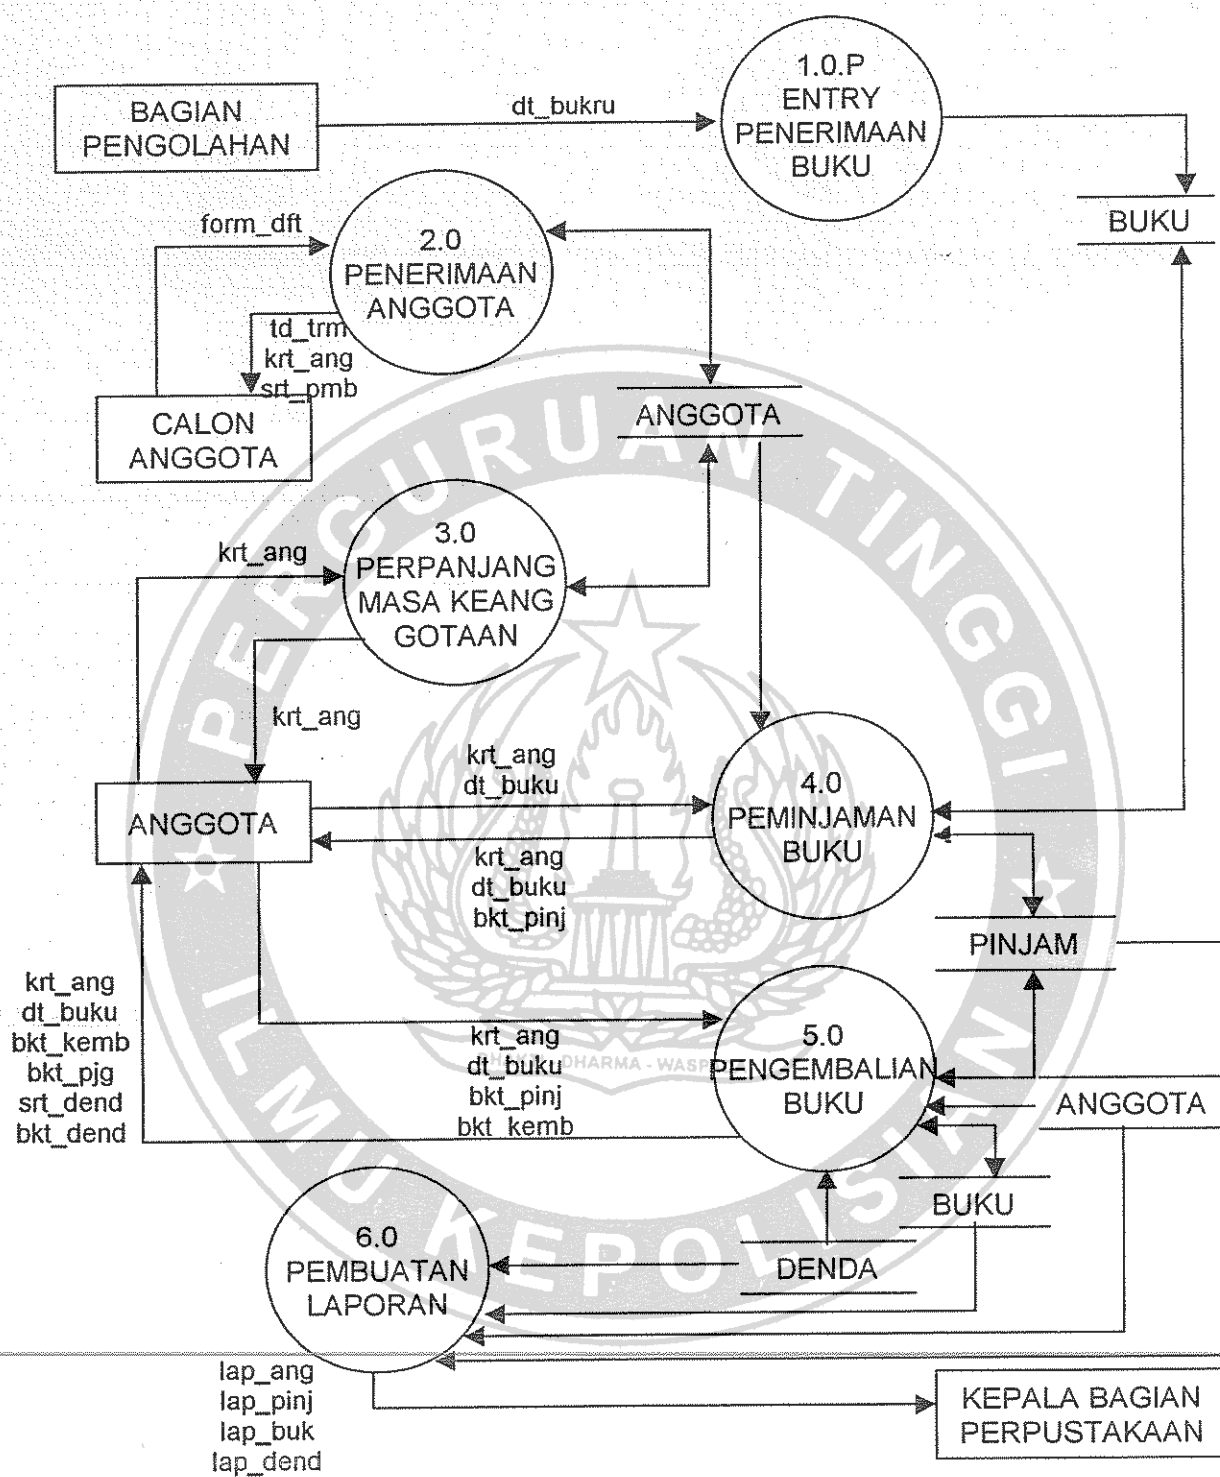 1.0.P
ENTRY
PENERIMAAN
BUKU
BAGIAN
PENGOLAHAN
dt_bukru
BUKU
form_dft
2.0
PENERIMAAN
ANGGOTA
td_trm
krt_ang
srt_pmb
CALON
ANGGOTA
ANGGOTA
3.0
PERPANJANG
MASA KEANG
GOTAAN
krt_ang
krt_ang
krt_ang
dt_buku
4.0
PEMINJAMAN
BUKU
ANGGOTA
krt_ang
dt_buku
bkt_pinj
PINJAM
krt_ang
dt_buku
bkt_kemb
bkt_pjg
srt_dend
bkt_dend
krt_ang
dt_buku
bkt_pinj
bkt_kemb
5.0
PENGEMBALIAN
BUKU
ANGGOTA
BUKU
DENDA
6.0
PEMBUATAN
LAPORAN
lap_ang
lap_pinj
lap_buk
lap_dend
KEPALA BAGIAN
PERPUSTAKAAN
PERGURUAN TINGGI
ILMU KEPOLISIAN
DHARMA - WASP